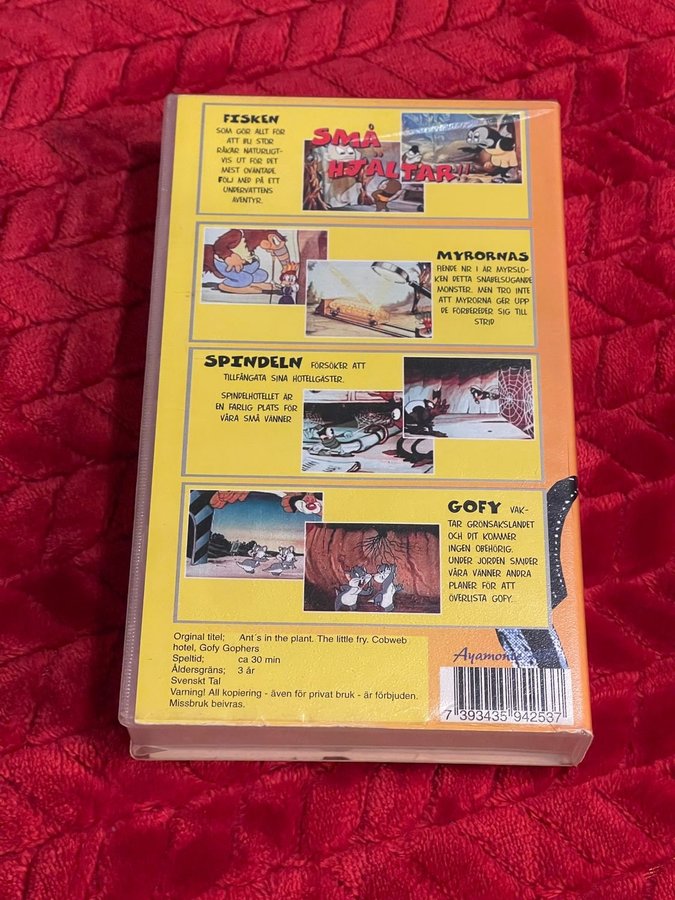 FISKEN
SOM GÖR ALLT FÖR
ATT BLI STOR
RÅKAR NATURLIGT-
VIS UT FÖR DET
MEST OVÄNTADE.
FÖLJ MED PÅ ETT
UNDERVATTENS
ÄVENTYR.
SMÅ
"HJÄLTAR"
MYRORNAS
FIENDE NR 1 ÄR MYRSLO-
KEN DETTA SNABELSUGANDE
MONSTER. MEN TRO INTE
ATT MYRORNA GER UPP
DE FÖRBEREDER SIG TILL
STRID
SPINDELN FÖRSÖKER ATT
TILLFÅNGATA SINA HOTELLGÄSTER.
SPINDELHOTELLET ÄR
EN FARLIG PLATS FÖR
VÅRA SMÅ VÄNNER
GOFY VAK-
TAR GRÖNSAKSLANDET
OCH DIT KOMMER
INGEN OBEHÖRIG.
UNDER JORDEN SMIDER
VÅRA VÄNNER ANDRA
PLANER FÖR ATT
ÖVERLISTA GOFY.
Orginal titel; Ant´s in the plant. The little fry. Cobweb
hotel, Gofy Gophers
Speltid; ca 30 min
Åldersgräns; 3 år
Svenskt Tal
Varning! All kopiering - även för privat bruk - är förbjuden.
Missbruk beivras.
7 393435 942537